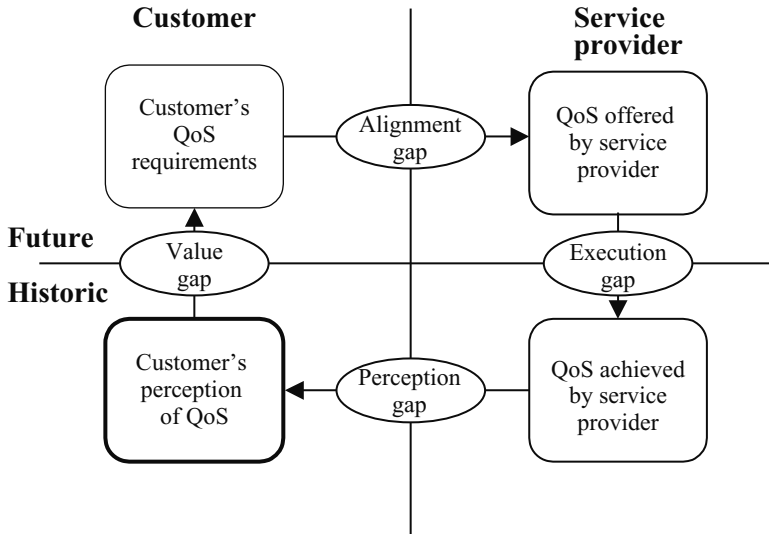 Customer
Service
provider
Customer’s
QoS
requirements
Alignment
gap
QoS offered
by service
provider
Future
Value
gap
Execution
gap
Historic
Customer’s
perception
of QoS
Perception
gap
QoS achieved
by service
provider